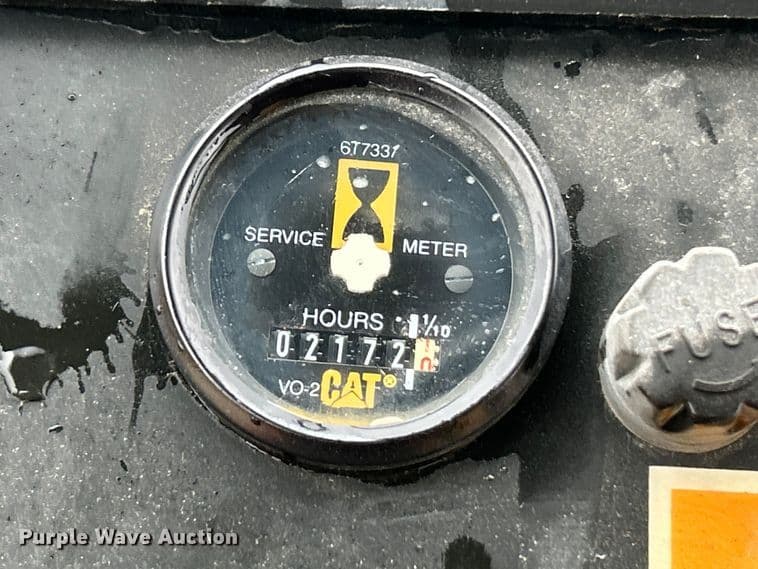 6T7331
SERVICE METER
HOURS 1/10
02172
VO-2 CAT®
FUSE
Purple Wave Auction